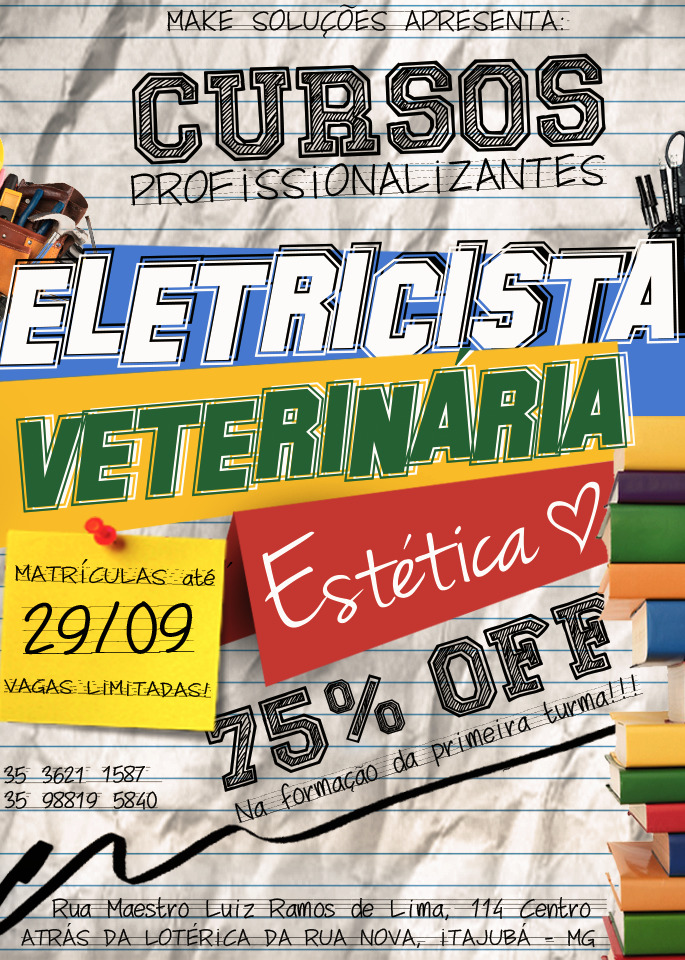 MAKE SOLUÇÕES APRESENTA:
CURSOS
PROFiSSiONALiZANTES
ELETRICISTA
VETERINÁRIA
Estética
MATRÍCULAS até
29/09
VAGAS LIMITADAS!
75% OFF
Na formação da primeira turma!!!
35 3621 1587
35 98819 5840
Rua Maestro Luiz Ramos de Lima, 114 Centro
ATRÁS DA LOTÉRICA DA RUA NOVA, iTAJUBÁ - MG